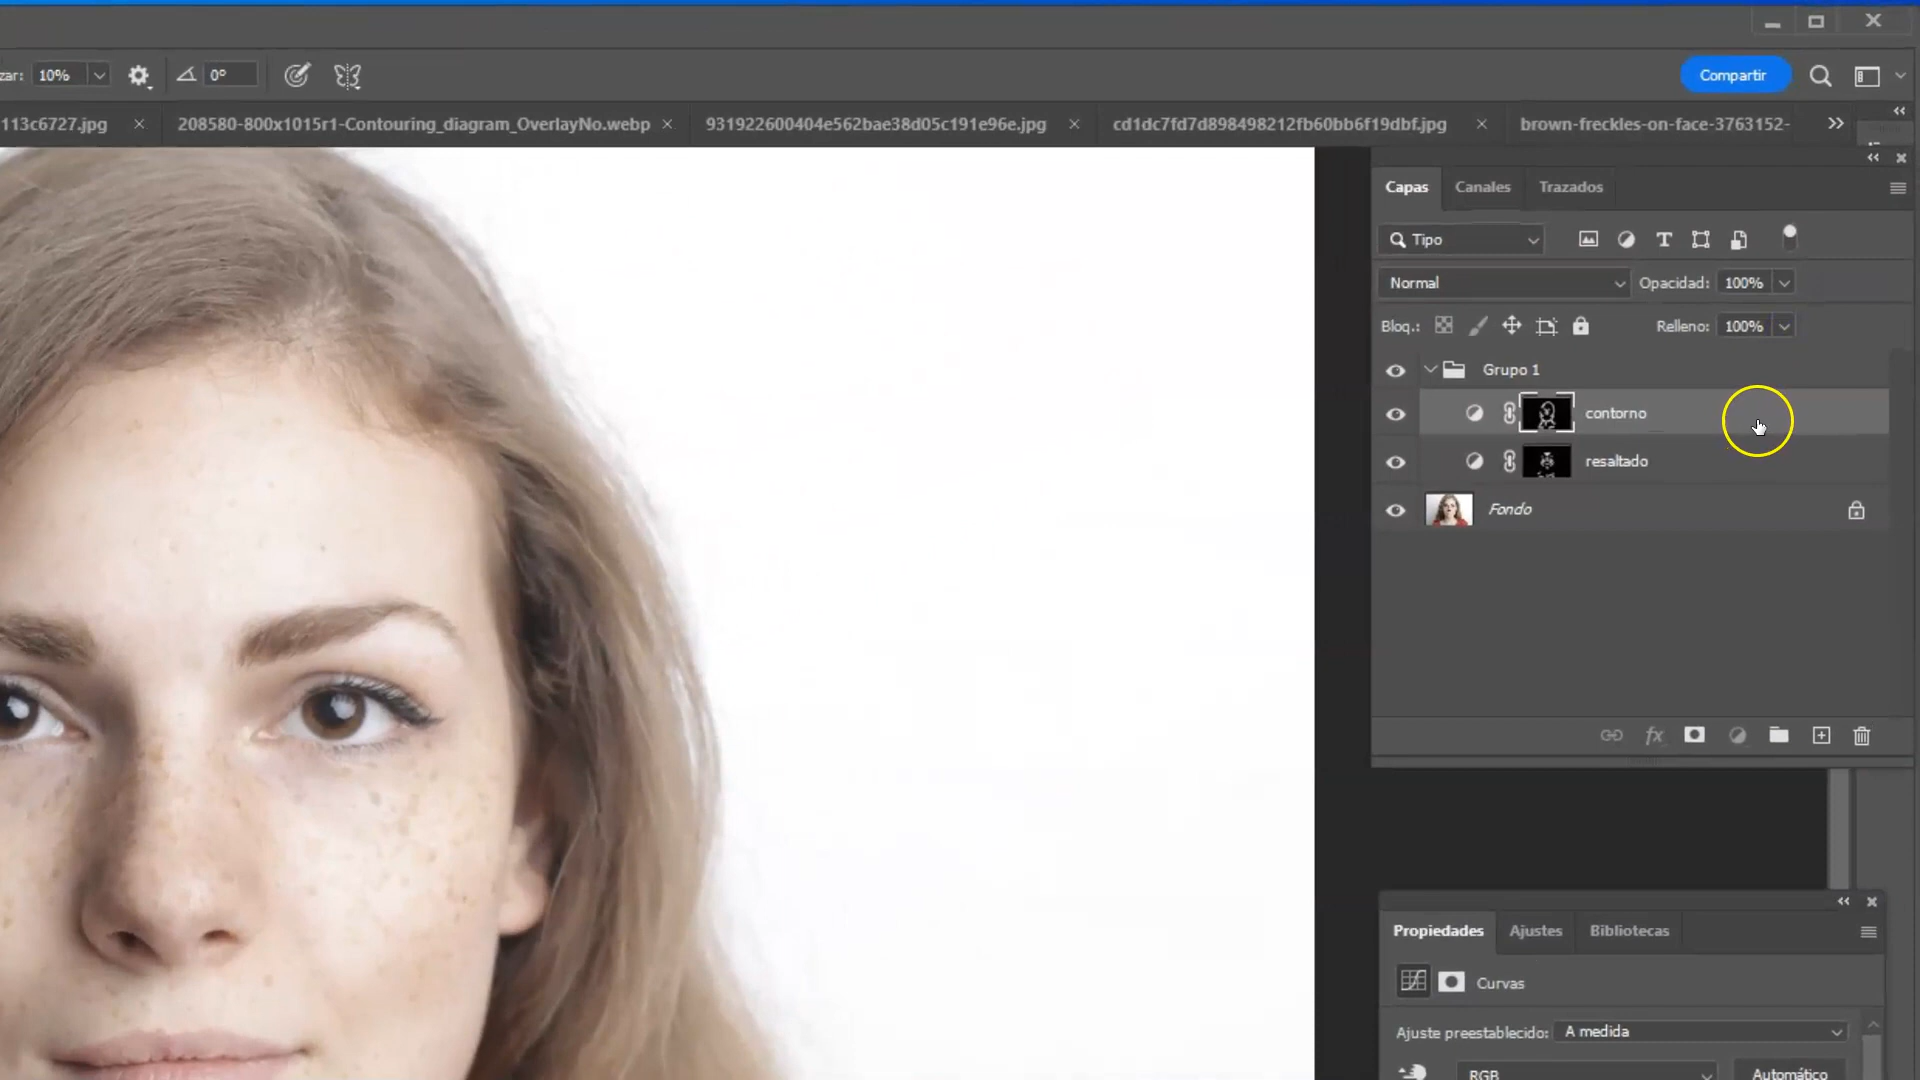 zar: 10% 0° Compartir
113c6727.jpg 208580-800x1015r1-Contouring_diagram_OverlayNo.webp 931922600404e562bae38d05c191e96e.jpg cd1dc7fd7d898498212fb60bb6f19dbf.jpg brown-freckles-on-face-3763152-
Capas Canales Trazados
Tipo T
Normal Opacidad: 100%
Bloq.: Relleno: 100%
Grupo 1
contorno
resaltado
Fondo
fx
Propiedades Ajustes Bibliotecas
Curvas
Ajuste preestablecido: A medida
RGB Automático